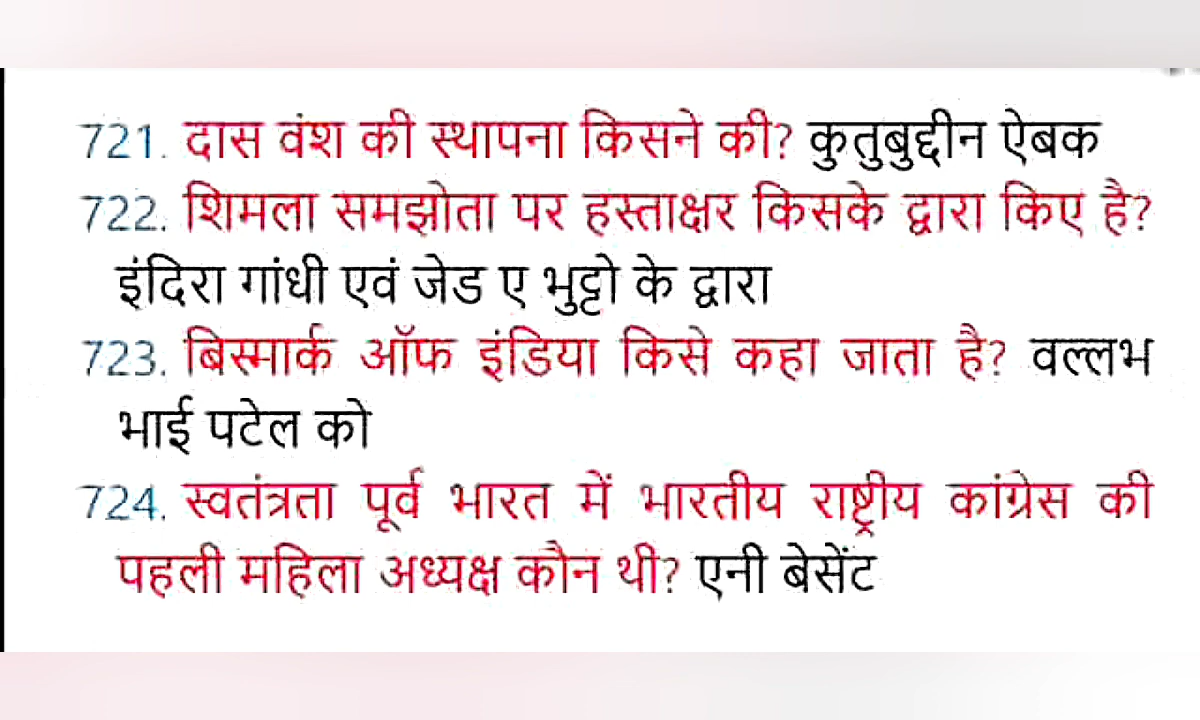 721. दास वंश की स्थापना किसने की? कुतुबुद्दीन ऐबक
722. शिमला समझोता पर हस्ताक्षर किसके द्वारा किए है?
इंदिरा गांधी एवं जेड ए भुट्टो के द्वारा
723. बिस्मार्क ऑफ इंडिया किसे कहा जाता है? वल्लभ
भाई पटेल को
724. स्वतंत्रता पूर्व भारत में भारतीय राष्ट्रीय कांग्रेस की
पहली महिला अध्यक्ष कौन थी? एनी बेसेंट